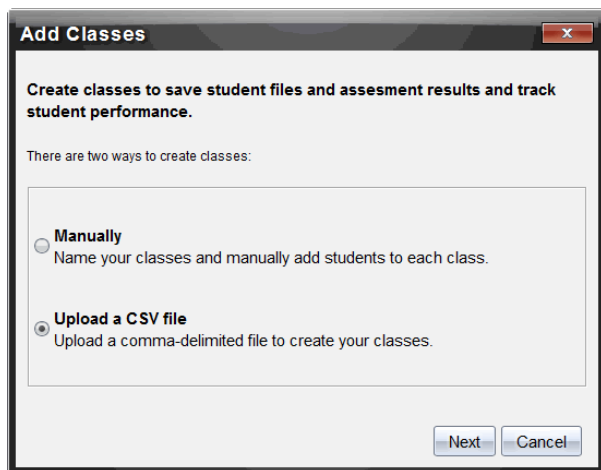 Add Classes
Create classes to save student files and assesment results and track
student performance.
There are two ways to create classes:
Manually
Name your classes and manually add students to each class.
Upload a CSV file
Upload a comma-delimited file to create your classes.
Next Cancel